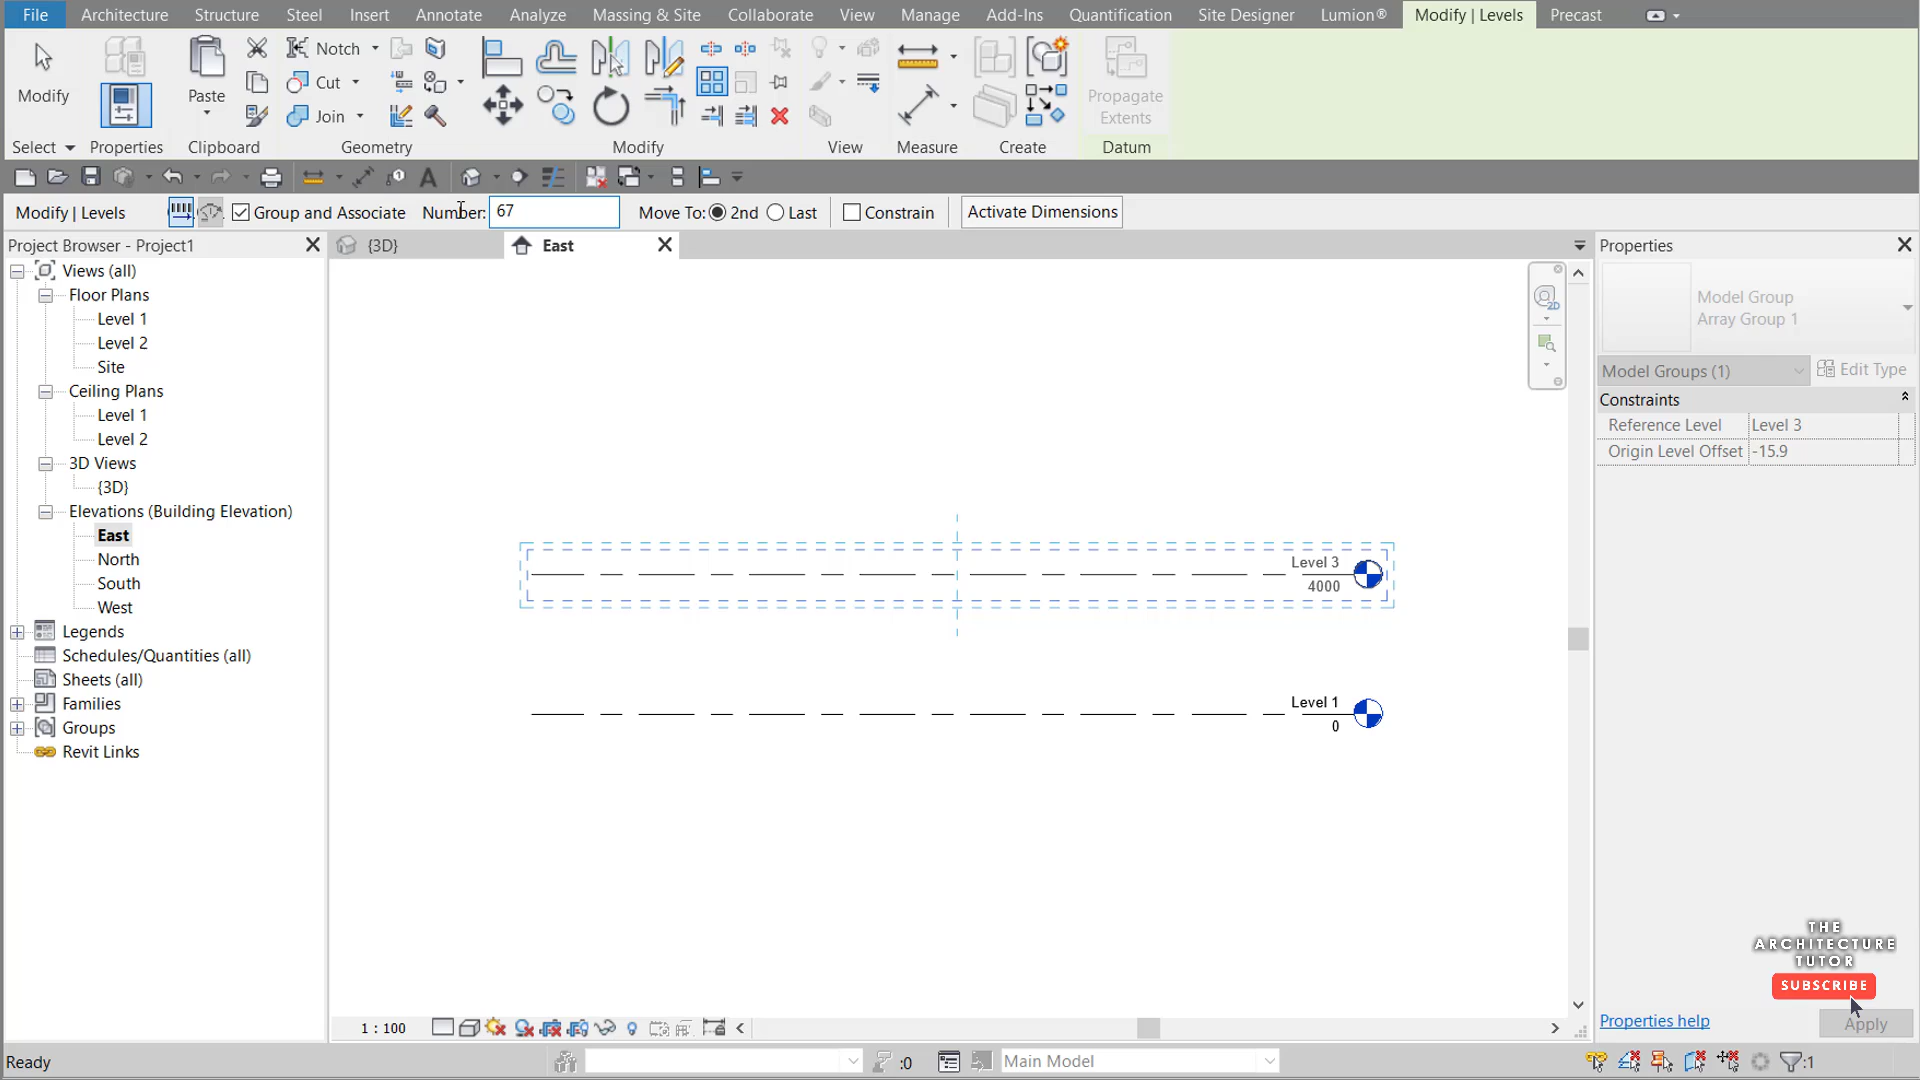 File Architecture Structure Steel Insert Annotate Analyze Massing & Site Collaborate View Manage Add-Ins Quantification Site Designer Lumion® Modify | Levels Precast
Modify Paste Notch Cut Join Propagate Extents
Select Properties Clipboard Geometry Modify View Measure Create Datum
Modify | Levels Group and Associate Number: 67 Move To: 2nd Last Constrain Activate Dimensions
Project Browser - Project1
{3D} East
Properties
Views (all)
Floor Plans
Level 1
Level 2
Site
Ceiling Plans
Level 1
Level 2
3D Views
{3D}
Elevations (Building Elevation)
East
North
South
West
Legends
Schedules/Quantities (all)
Sheets (all)
Families
Groups
Revit Links
2D
Level 3
4000
Level 1
0
Model Group
Array Group 1
Model Groups (1) Edit Type
Constraints
Reference Level Level 3
Origin Level Offset -15.9
THE
ARCHITECTURE
TUTOR
SUBSCRIBE
Properties help Apply
1 : 100
Ready :0 Main Model :1